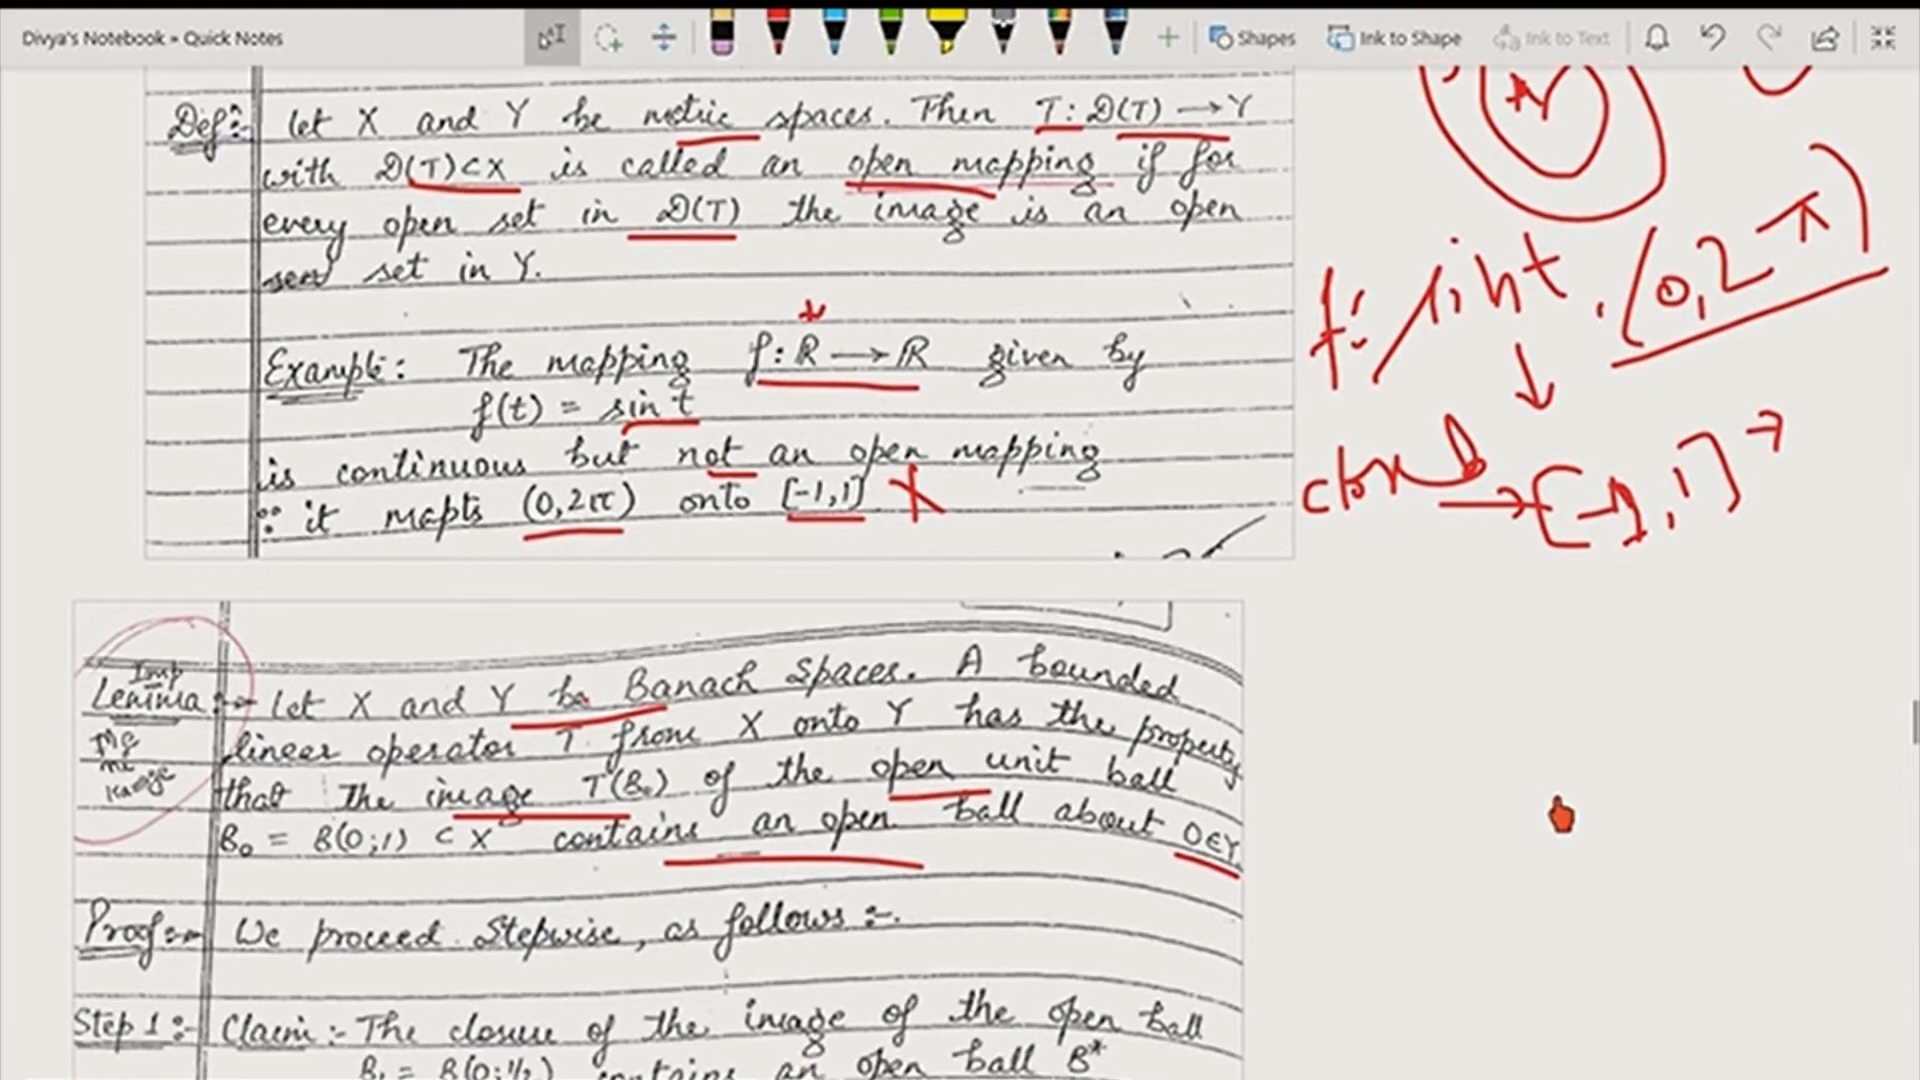 Divya's Notebook » Quick Notes
Shapes
Ink to Shape
Ink to Text
Def:- let X and Y be metric spaces. Then T: D(T) → Y
with D(T) ⊂ X is called an open mapping if for
every open set in D(T) the image is an open
set in Y.
Example: The mapping f: ℝ → ℝ given by
f(t) = sin t
is continuous but not an open mapping
∵ it mapts (0,2π) onto [-1,1] X
f: sint. (0,2π)
↓
closed → [-1,1]
Imp
Lemma:- let X and Y be Banach Spaces. A bounded
linear operator T from X onto Y has the property
that the image T(B₀) of the open unit ball
B₀ = B(0;1) ⊂ X contains an open ball about 0∈Y.
Proof:- We proceed Stepwise, as follows:-.
Step 1:- Claim:- The closure of the image of the open ball
B₁ = B(0;1/2) contains an open ball B*